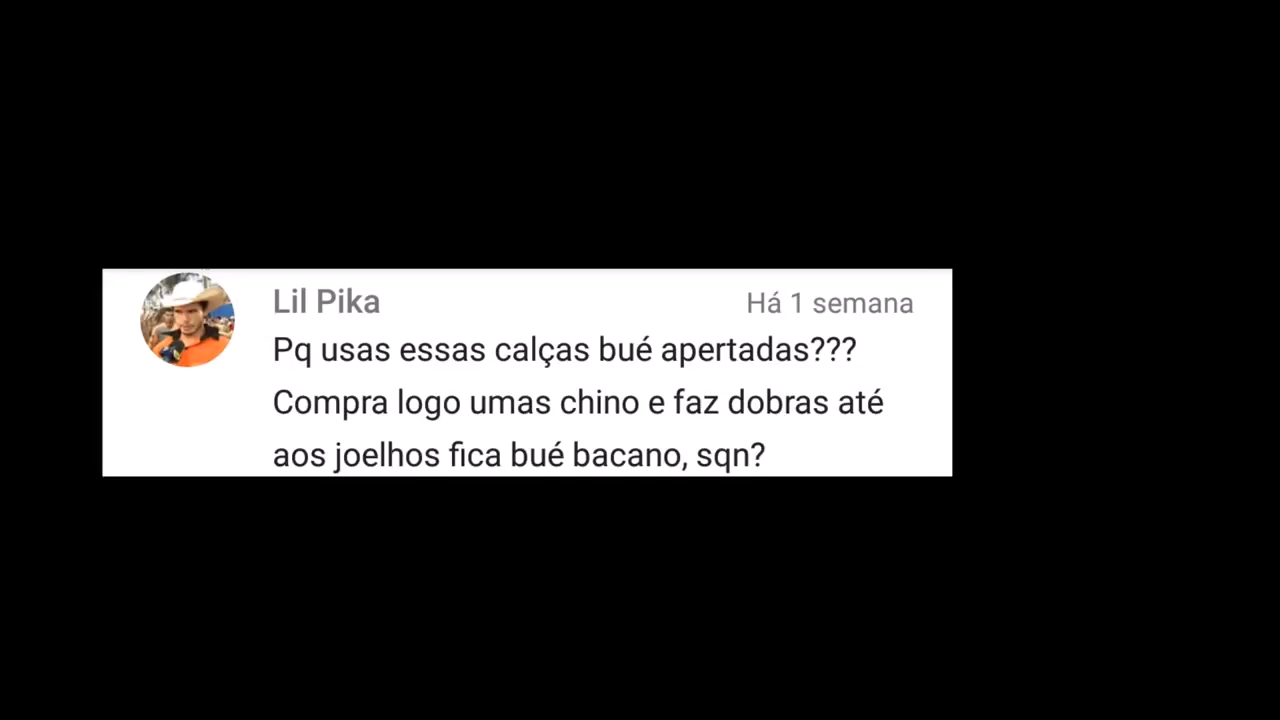 Lil Pika Há 1 semana
Pq usas essas calças bué apertadas???
Compra logo umas chino e faz dobras até
aos joelhos fica bué bacano, sqn?